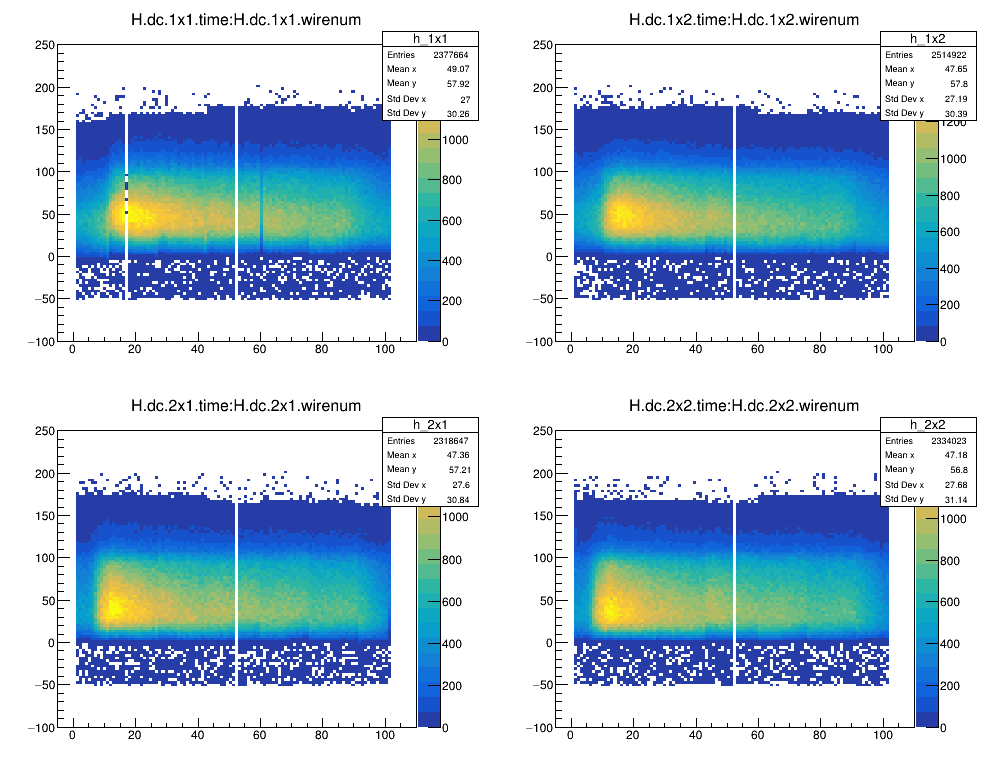 H.dc.1x1.time:H.dc.1x1.wirenum
h_1x1
Entries 2377664
Mean x 49.07
Mean y 57.92
Std Dev x 27
Std Dev y 30.26
250
200
150
100
50
0
−50
−100
0 20 40 60 80 100
1000
800
600
400
200
0
H.dc.1x2.time:H.dc.1x2.wirenum
h_1x2
Entries 2514922
Mean x 47.65
Mean y 57.8
Std Dev x 27.19
Std Dev y 30.39
250
200
150
100
50
0
−50
−100
0 20 40 60 80 100
1200
1000
800
600
400
200
0
H.dc.2x1.time:H.dc.2x1.wirenum
h_2x1
Entries 2318647
Mean x 47.36
Mean y 57.21
Std Dev x 27.6
Std Dev y 30.84
250
200
150
100
50
0
−50
−100
0 20 40 60 80 100
1000
800
600
400
200
0
H.dc.2x2.time:H.dc.2x2.wirenum
h_2x2
Entries 2334023
Mean x 47.18
Mean y 56.8
Std Dev x 27.68
Std Dev y 31.14
250
200
150
100
50
0
−50
−100
0 20 40 60 80 100
1000
800
600
400
200
0